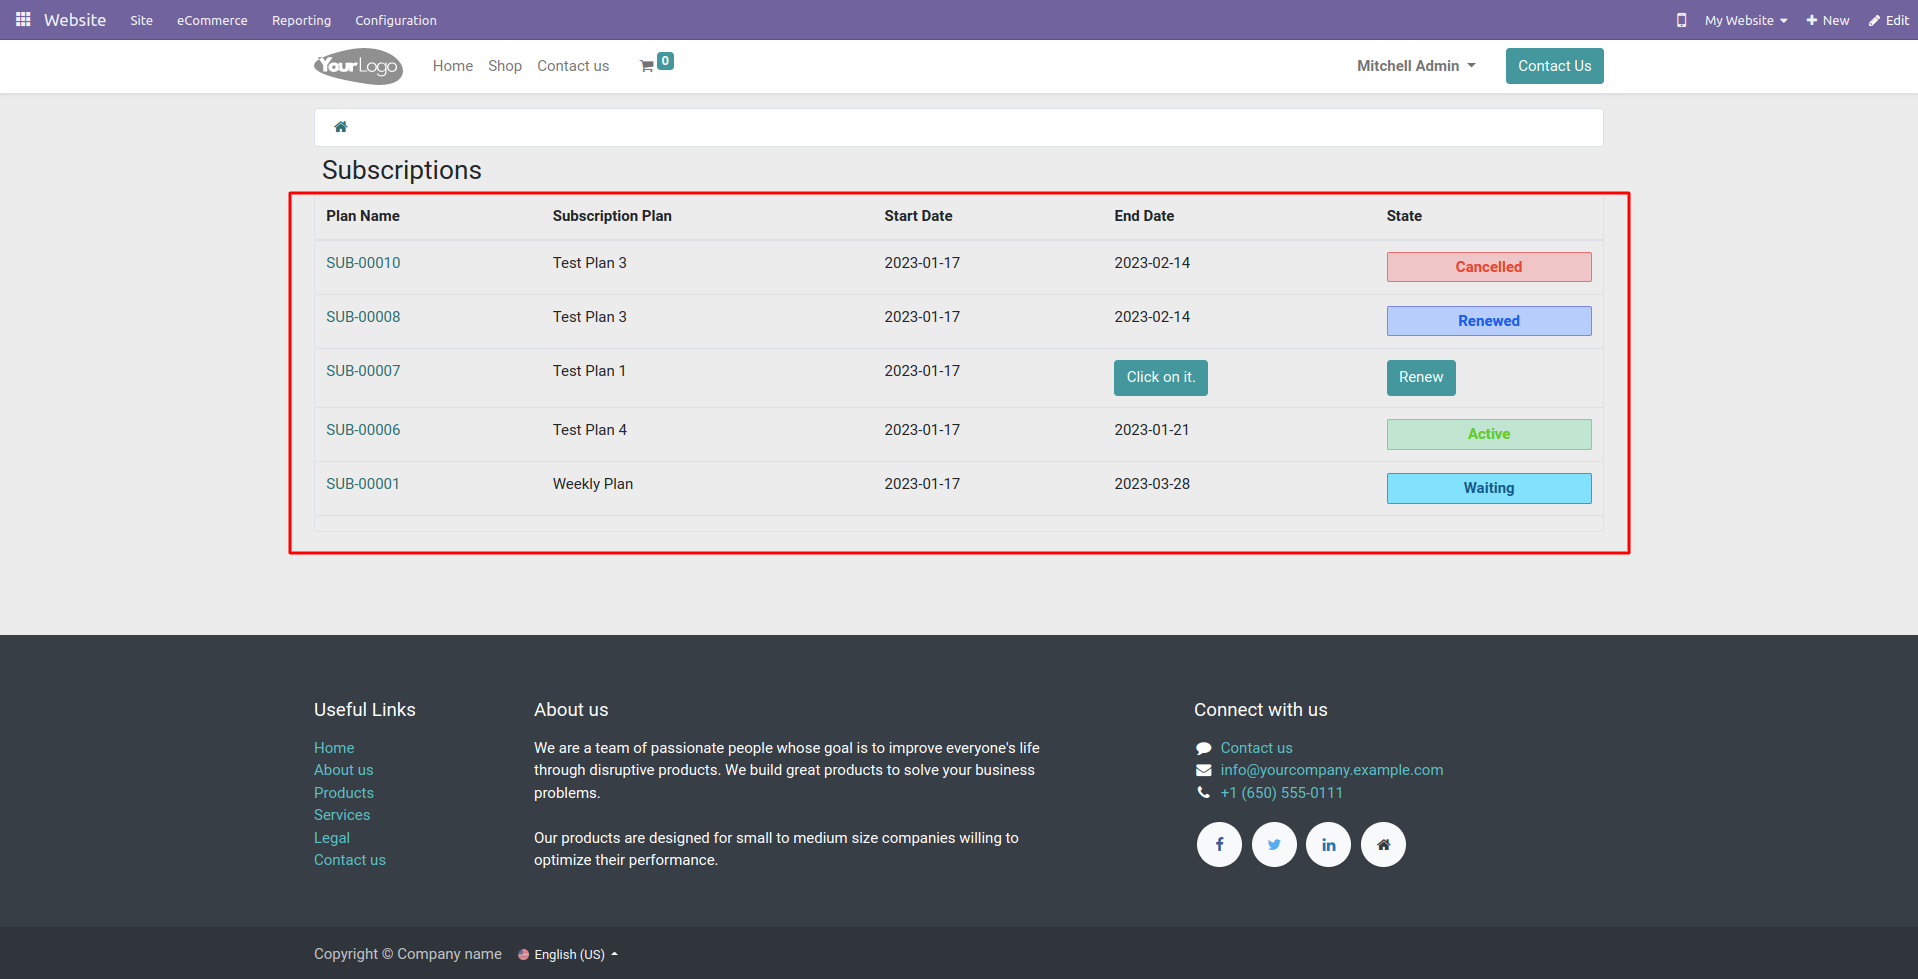 Website Site eCommerce Reporting Configuration My Website New Edit
YourLogo Home Shop Contact us 0 Mitchell Admin Contact Us
Subscriptions
Plan Name Subscription Plan Start Date End Date State
SUB-00010 Test Plan 3 2023-01-17 2023-02-14 Cancelled
SUB-00008 Test Plan 3 2023-01-17 2023-02-14 Renewed
SUB-00007 Test Plan 1 2023-01-17 Click on it. Renew
SUB-00006 Test Plan 4 2023-01-17 2023-01-21 Active
SUB-00001 Weekly Plan 2023-01-17 2023-03-28 Waiting
Useful Links
Home
About us
Products
Services
Legal
Contact us
About us
We are a team of passionate people whose goal is to improve everyone's life
through disruptive products. We build great products to solve your business
problems.
Our products are designed for small to medium size companies willing to
optimize their performance.
Connect with us
Contact us
info@yourcompany.example.com
+1 (650) 555-0111
Copyright © Company name English (US)